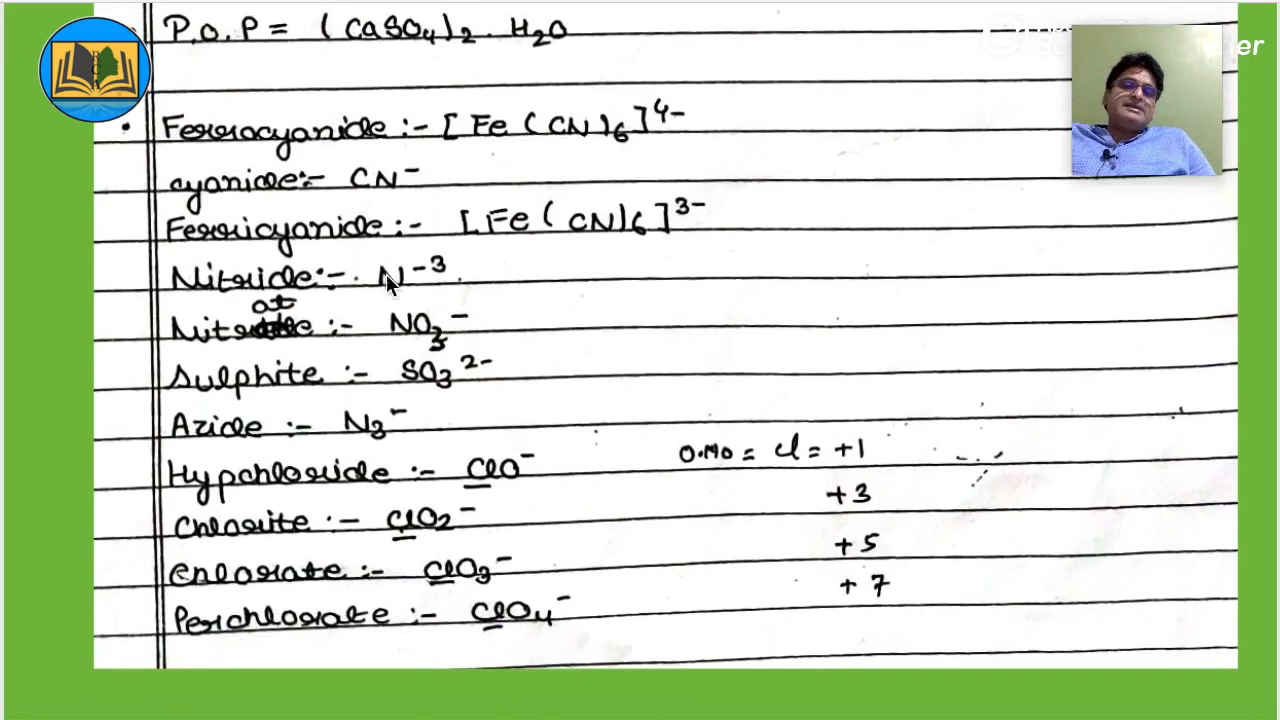 P.O.P = (CaSO4)2 . H2O
• Ferrocyanide :- [Fe(CN)6]4-
cyanide:- CN-
Ferricyanide :- [Fe(CN)6]3-
Nitride:- N-3
Nitrate :- NO3-
Sulphite :- SO3 2-
Azide :- N3-
Hypchloride :- ClO- O.No = Cl = +1
Chlorite :- ClO2- +3
Chlorate :- ClO3- +5
Perchlorate :- ClO4- +7